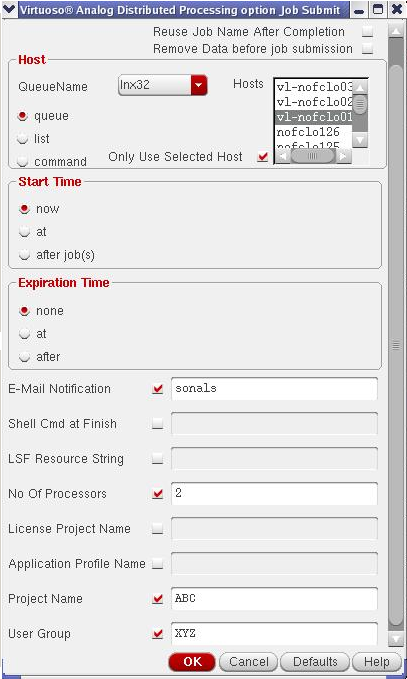 Virtuoso® Analog Distributed Processing option Job Submit
Reuse Job Name After Completion
Remove Data before job submission
Host
QueueName lnx32 Hosts
vl-nofclo03
vl-nofclo02
vl-nofclo01
nofclo126
nofclo125
queue
list
command
Only Use Selected Host
Start Time
now
at
after job(s)
Expiration Time
none
at
after
E-Mail Notification sonals
Shell Cmd at Finish
LSF Resource String
No Of Processors 2
License Project Name
Application Profile Name
Project Name ABC
User Group XYZ
OK Cancel Defaults Help